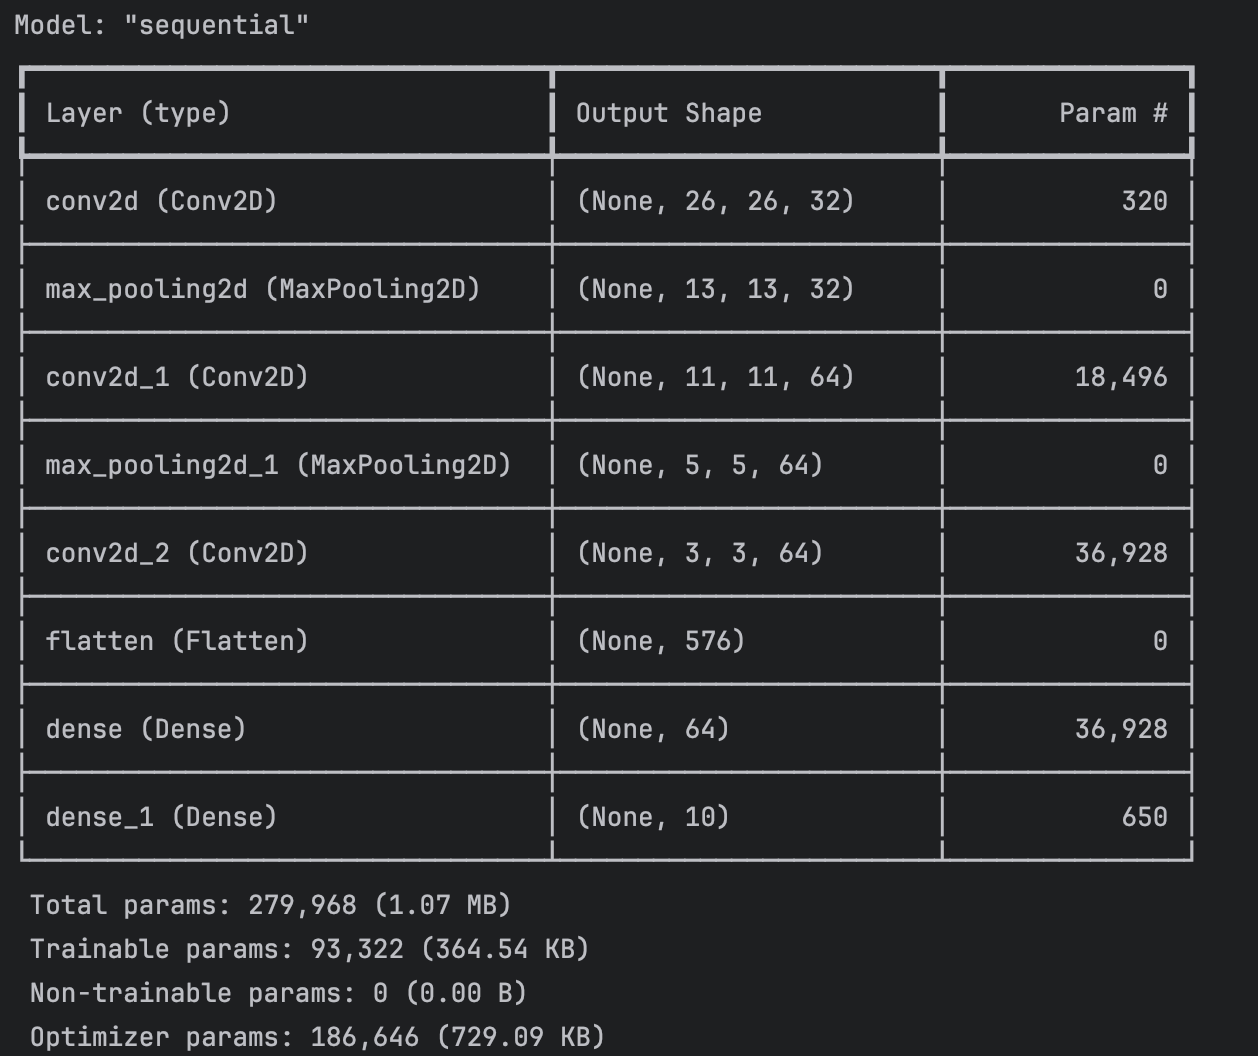 Model: "sequential"
Layer (type) Output Shape Param #
conv2d (Conv2D) (None, 26, 26, 32) 320
max_pooling2d (MaxPooling2D) (None, 13, 13, 32) 0
conv2d_1 (Conv2D) (None, 11, 11, 64) 18,496
max_pooling2d_1 (MaxPooling2D) (None, 5, 5, 64) 0
conv2d_2 (Conv2D) (None, 3, 3, 64) 36,928
flatten (Flatten) (None, 576) 0
dense (Dense) (None, 64) 36,928
dense_1 (Dense) (None, 10) 650
Total params: 279,968 (1.07 MB)
Trainable params: 93,322 (364.54 KB)
Non-trainable params: 0 (0.00 B)
Optimizer params: 186,646 (729.09 KB)